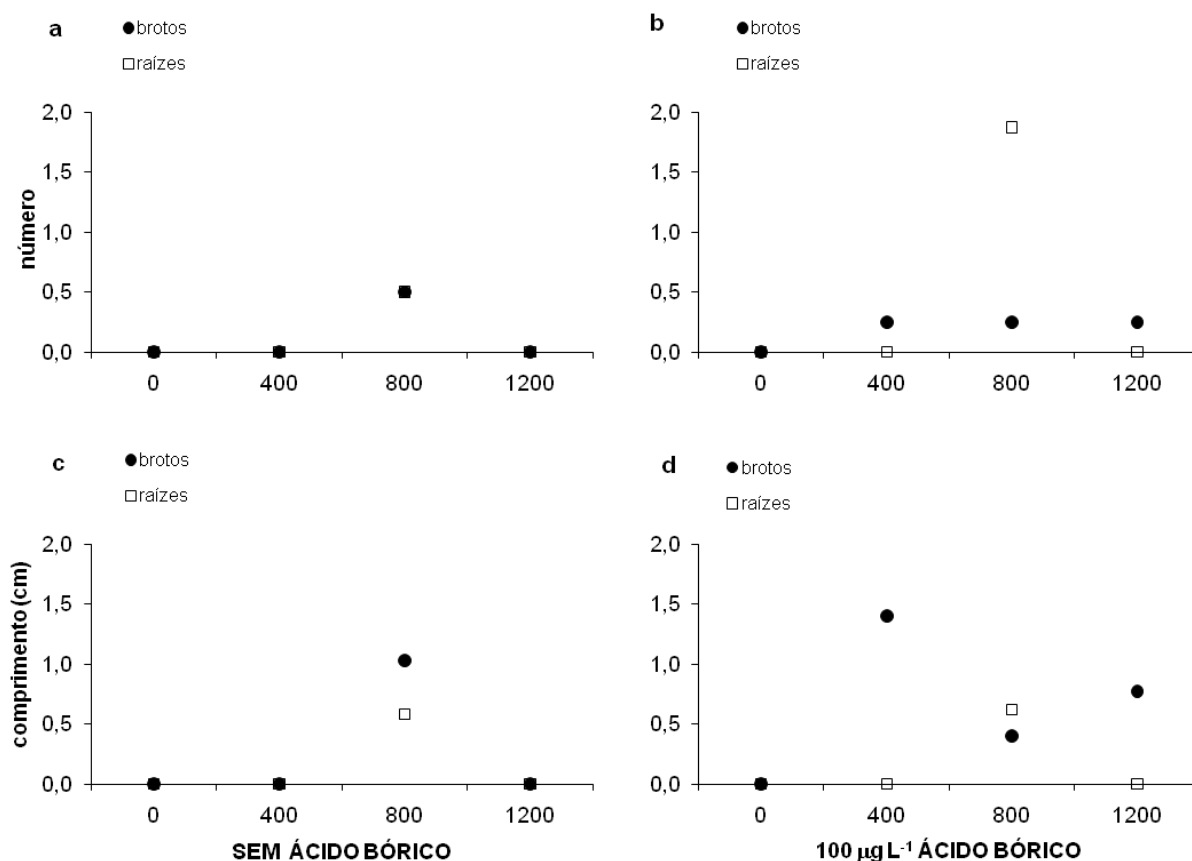 a
●brotos
□raízes
número
2,0
1,5
1,0
0,5
0,0
0 400 800 1200
b
●brotos
□raízes
2,0
1,5
1,0
0,5
0,0
0 400 800 1200
c
●brotos
□raízes
comprimento (cm)
2,0
1,5
1,0
0,5
0,0
0 400 800 1200
SEM ÁCIDO BÓRICO
d
●brotos
□raízes
2,0
1,5
1,0
0,5
0,0
0 400 800 1200
100 µg L⁻¹ ÁCIDO BÓRICO